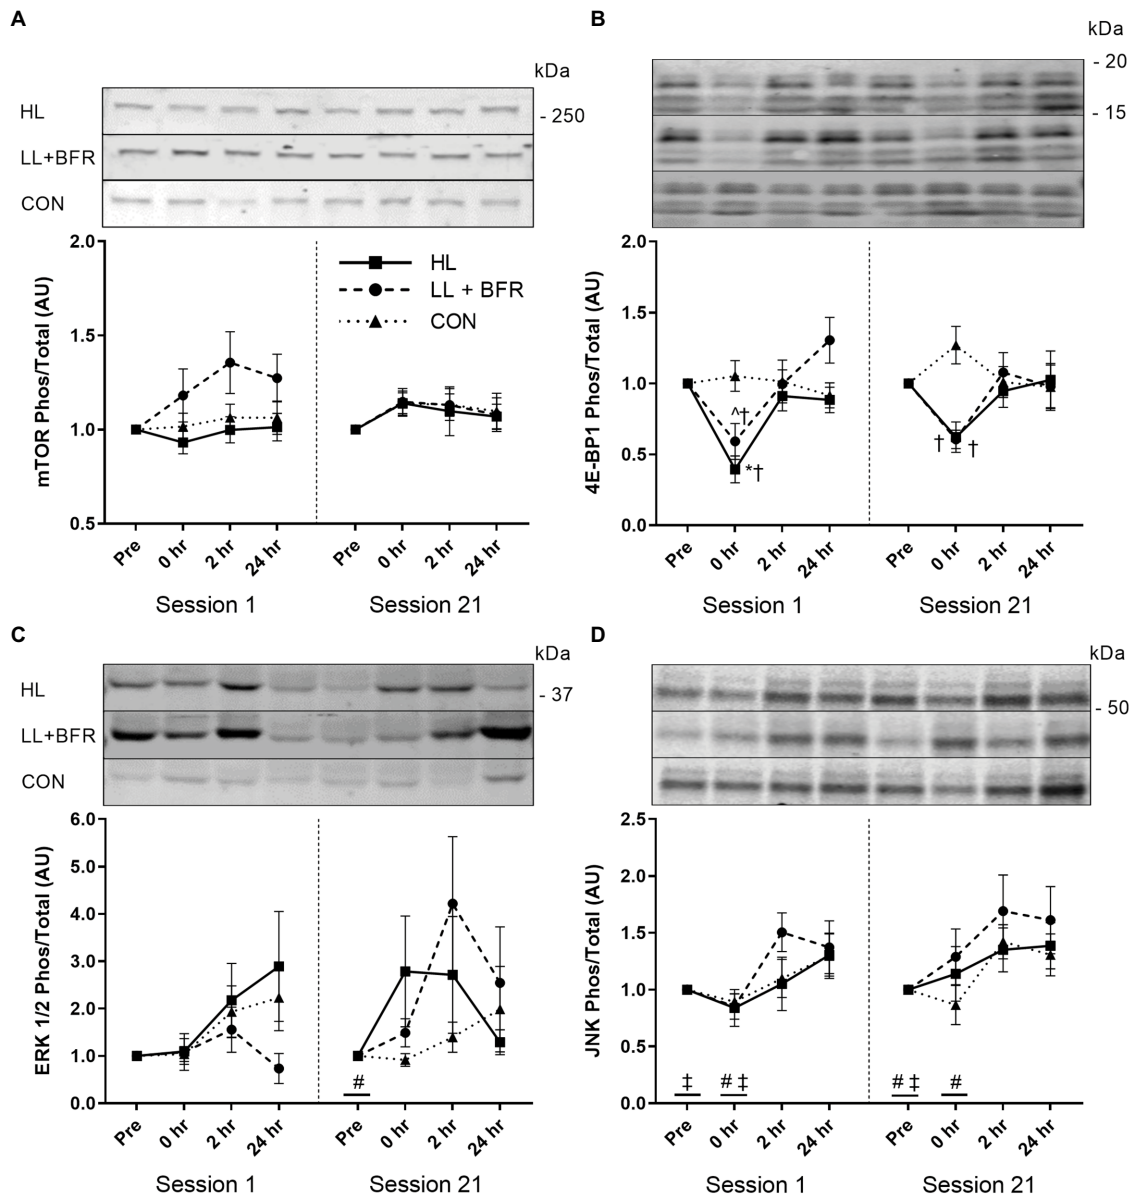 A
kDa
HL
- 250
LL+BFR
CON
mTOR Phos/Total (AU)
2.0
1.5
1.0
0.5
HL
LL + BFR
CON
Pre
0 hr
2 hr
24 hr
Pre
0 hr
2 hr
24 hr
Session 1
Session 21
B
kDa
- 20
- 15
4E-BP1 Phos/Total (AU)
2.0
1.5
1.0
0.5
0.0
^†
*†
†
†
Pre
0 hr
2 hr
24 hr
Pre
0 hr
2 hr
24 hr
Session 1
Session 21
C
kDa
HL
- 37
LL+BFR
CON
ERK 1/2 Phos/Total (AU)
6.0
5.0
4.0
3.0
2.0
1.0
0.0
#
Pre
0 hr
2 hr
24 hr
Pre
0 hr
2 hr
24 hr
Session 1
Session 21
D
kDa
- 50
JNK Phos/Total (AU)
2.5
2.0
1.5
1.0
0.5
0.0
‡
# ‡
# ‡
#
Pre
0 hr
2 hr
24 hr
Pre
0 hr
2 hr
24 hr
Session 1
Session 21